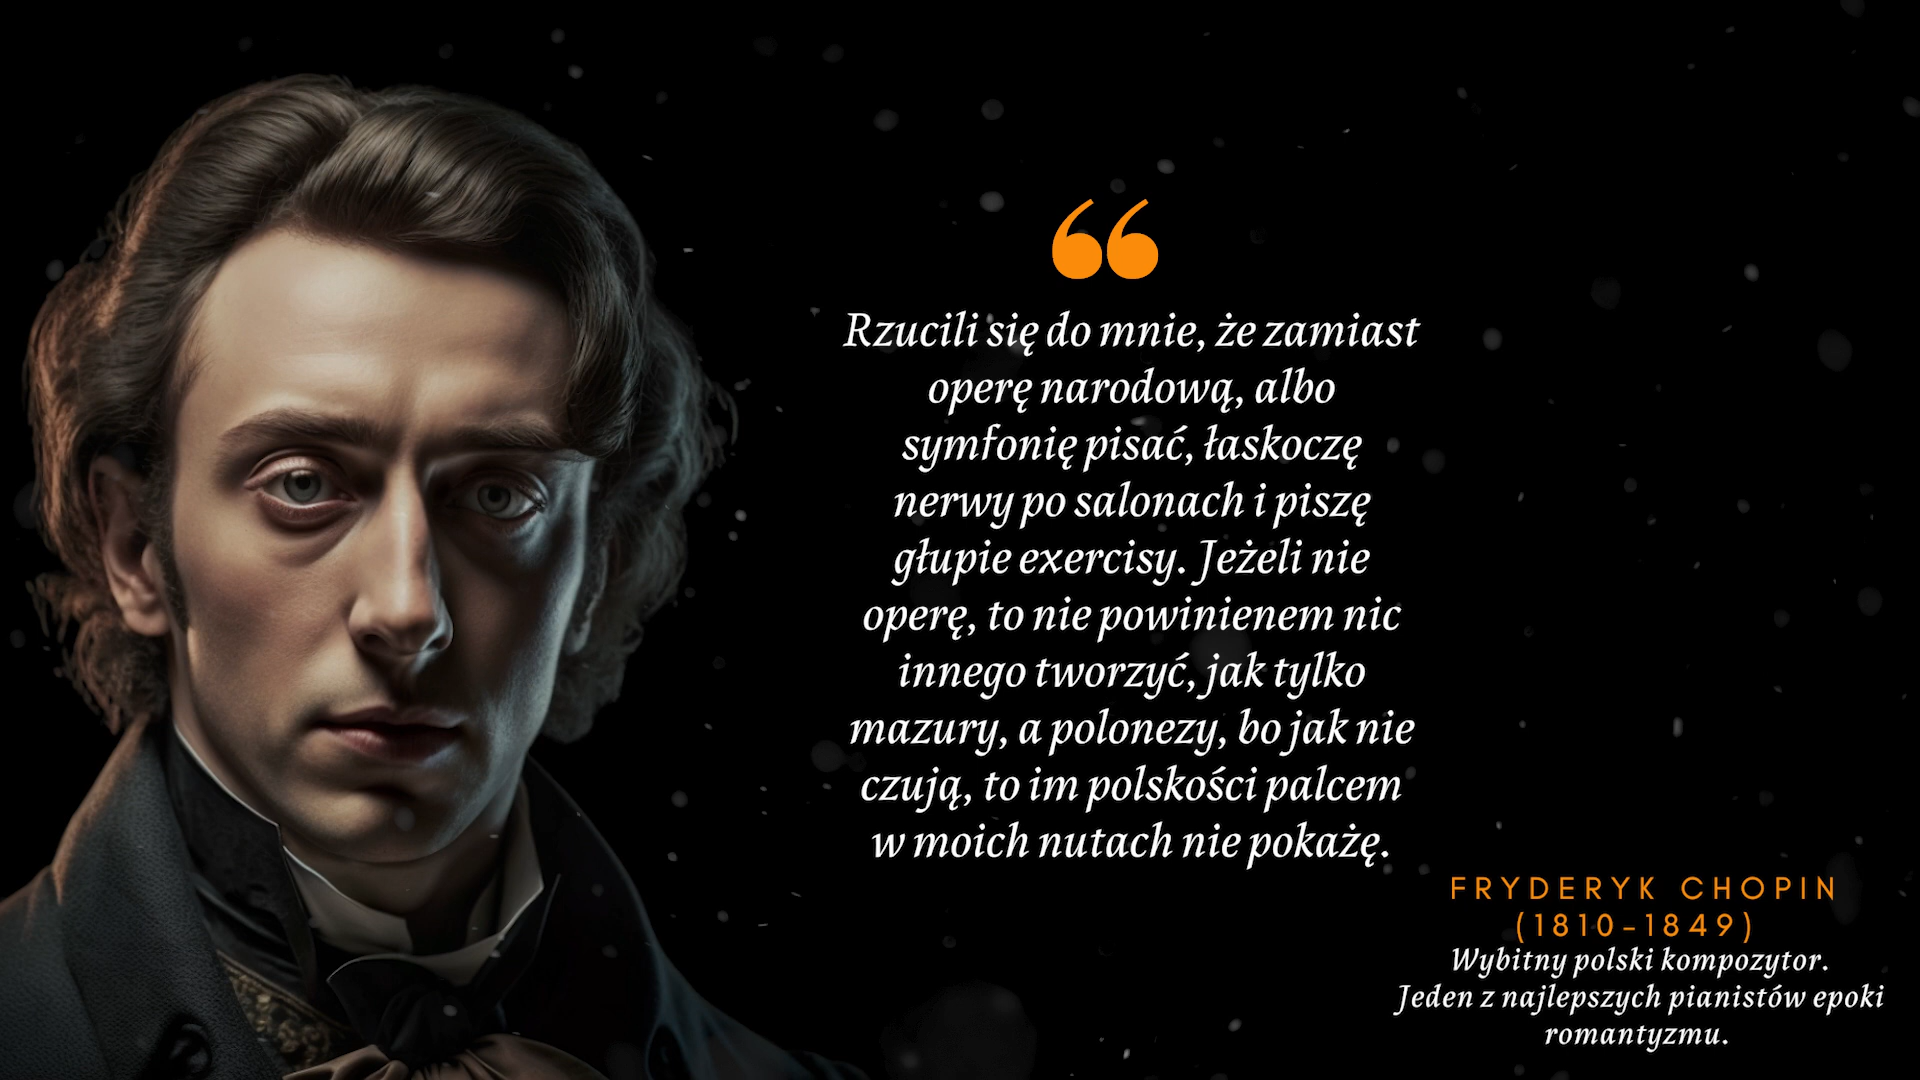 “
Rzucili się do mnie, że zamiast
operę narodową, albo
symfonię pisać, łaskoczę
nerwy po salonach i piszę
głupie exercisy. Jeżeli nie
operę, to nie powinienem nic
innego tworzyć, jak tylko
mazury, a polonezy, bo jak nie
czują, to im polskości palcem
w moich nutach nie pokażę.
FRYDERYK CHOPIN
(1810-1849)
Wybitny polski kompozytor.
Jeden z najlepszych pianistów epoki
romantyzmu.